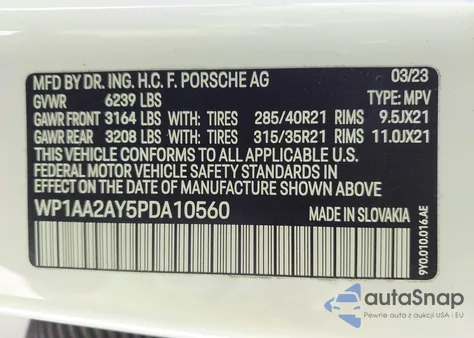 MFD BY DR. ING. H.C. F. PORSCHE AG 03/23
GVWR 6239 LBS TYPE: MPV
GAWR FRONT 3164 LBS WITH: TIRES 285/40R21 RIMS 9.5JX21
GAWR REAR 3208 LBS WITH: TIRES 315/35R21 RIMS 11.0JX21
THIS VEHICLE CONFORMS TO ALL APPLICABLE U.S.
FEDERAL MOTOR VEHICLE SAFETY STANDARDS IN
EFFECT ON THE DATE OF MANUFACTURE SHOWN ABOVE
WP1AA2AY5PDA10560 MADE IN SLOVAKIA
9Y0.010.016.AE
autoSnap
Pewne auta z aukcji USA i EU